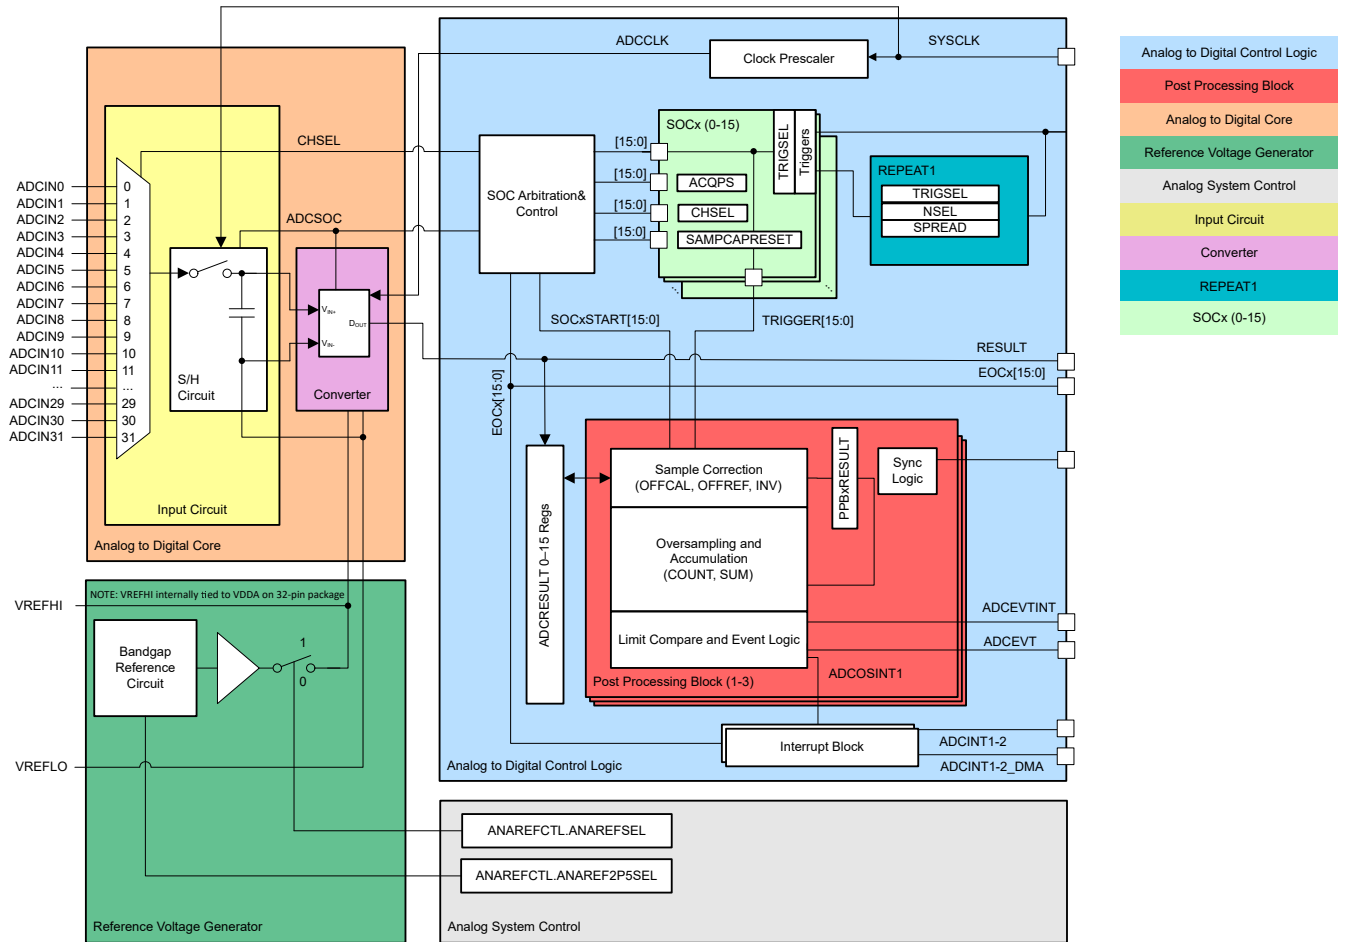 ADCCLK
SYSCLK
Clock Prescaler
Analog to Digital Control Logic
Post Processing Block
Analog to Digital Core
Reference Voltage Generator
Analog System Control
Input Circuit
Converter
REPEAT1
SOCx (0-15)
CHSEL
ADCSOC
ADCIN0
ADCIN1
ADCIN2
ADCIN3
ADCIN4
ADCIN5
ADCIN6
ADCIN7
ADCIN8
ADCIN9
ADCIN10
ADCIN11
...
ADCIN29
ADCIN30
ADCIN31
0
1
2
3
4
5
6
7
8
9
10
11
...
29
30
31
S/H
Circuit
VIN+
DOUT
VIN-
Converter
Input Circuit
Analog to Digital Core
SOC Arbitration&
Control
[15:0]
[15:0]
[15:0]
[15:0]
SOCx (0-15)
ACQPS
CHSEL
SAMPCAPRESET
TRIGSEL
Triggers
REPEAT1
TRIGSEL
NSEL
SPREAD
SOCxSTART[15:0]
TRIGGER[15:0]
RESULT
EOCx[15:0]
EOCx[15:0]
ADCRESULT 0–15 Regs
Sample Correction
(OFFCAL, OFFREF, INV)
Oversampling and
Accumulation
(COUNT, SUM)
Limit Compare and Event Logic
PPBxRESULT
Sync
Logic
Post Processing Block (1-3)
ADCEVTINT
ADCEVT
ADCOSINT1
Interrupt Block
ADCINT1-2
ADCINT1-2_DMA
Analog to Digital Control Logic
NOTE: VREFHI internally tied to VDDA on 32-pin package
VREFHI
Bandgap
Reference
Circuit
1
0
VREFLO
Reference Voltage Generator
ANAREFCTL.ANAREFSEL
ANAREFCTL.ANAREF2P5SEL
Analog System Control